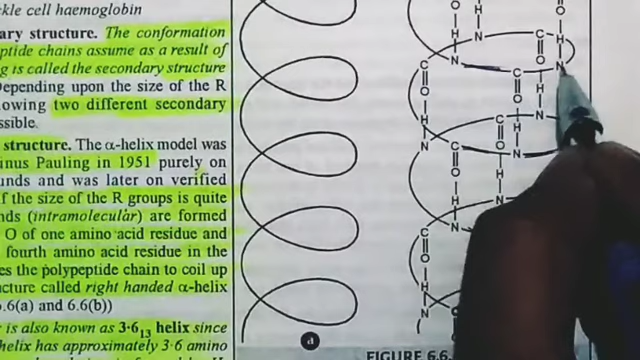 kle cell haemoglobin
ary structure. The conformation
ptide chains assume as a result of
g is called the secondary structure
Depending upon the size of the R
lowing two different secondary
ssible.
structure. The α-helix model was
inus Pauling in 1951 purely on
unds and was later on verified
f the size of the R groups is quite
nds (intramolecular) are formed
O of one amino acid residue and
fourth amino acid residue in the
es the polypeptide chain to coil up
cture called right handed α-helix
6.6(a) and 6.6(b))
is also known as 3·6₁₃ helix since
helix has approximately 3·6 amino
a
FIGURE 6.6.